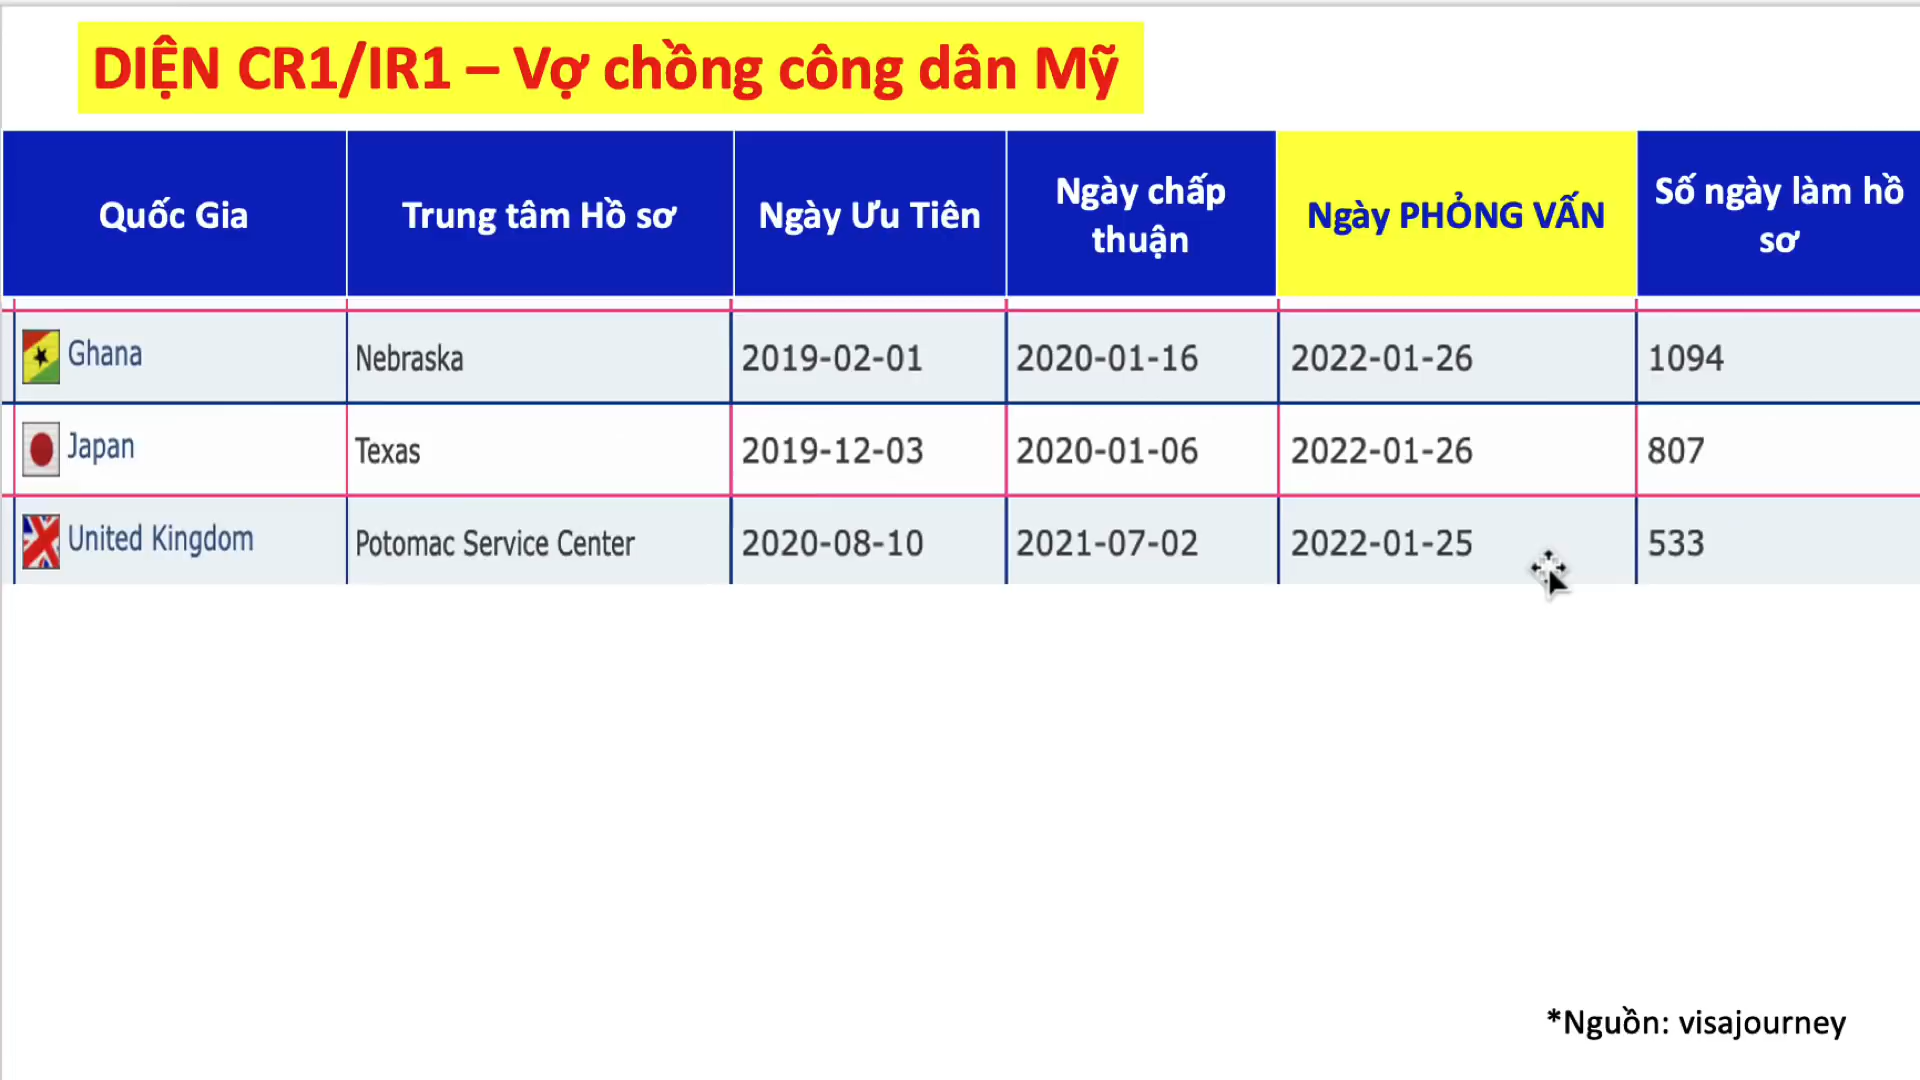 DIỆN CR1/IR1 – Vợ chồng công dân Mỹ
Quốc Gia
Trung tâm Hồ sơ
Ngày Ưu Tiên
Ngày chấp
thuận
Ngày PHỎNG VẤN
Số ngày làm hồ
sơ
Ghana
Nebraska
2019-02-01
2020-01-16
2022-01-26
1094
Japan
Texas
2019-12-03
2020-01-06
2022-01-26
807
United Kingdom
Potomac Service Center
2020-08-10
2021-07-02
2022-01-25
533
*Nguồn: visajourney